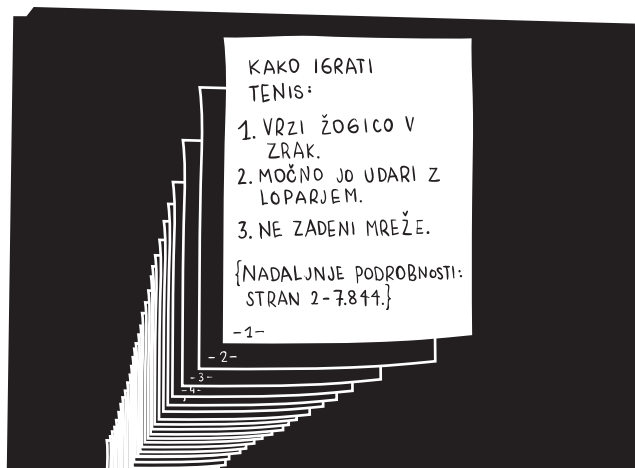 KAKO IGRATI
TENIS:
1. VRZI ŽOGICO V
ZRAK.
2. MOČNO JO UDARI Z
LOPARJEM.
3. NE ZADENI MREŽE.
{NADALJNJE PODROBNOSTI:
STRAN 2-7.844.}
-1-
-2-
-3-
-4-